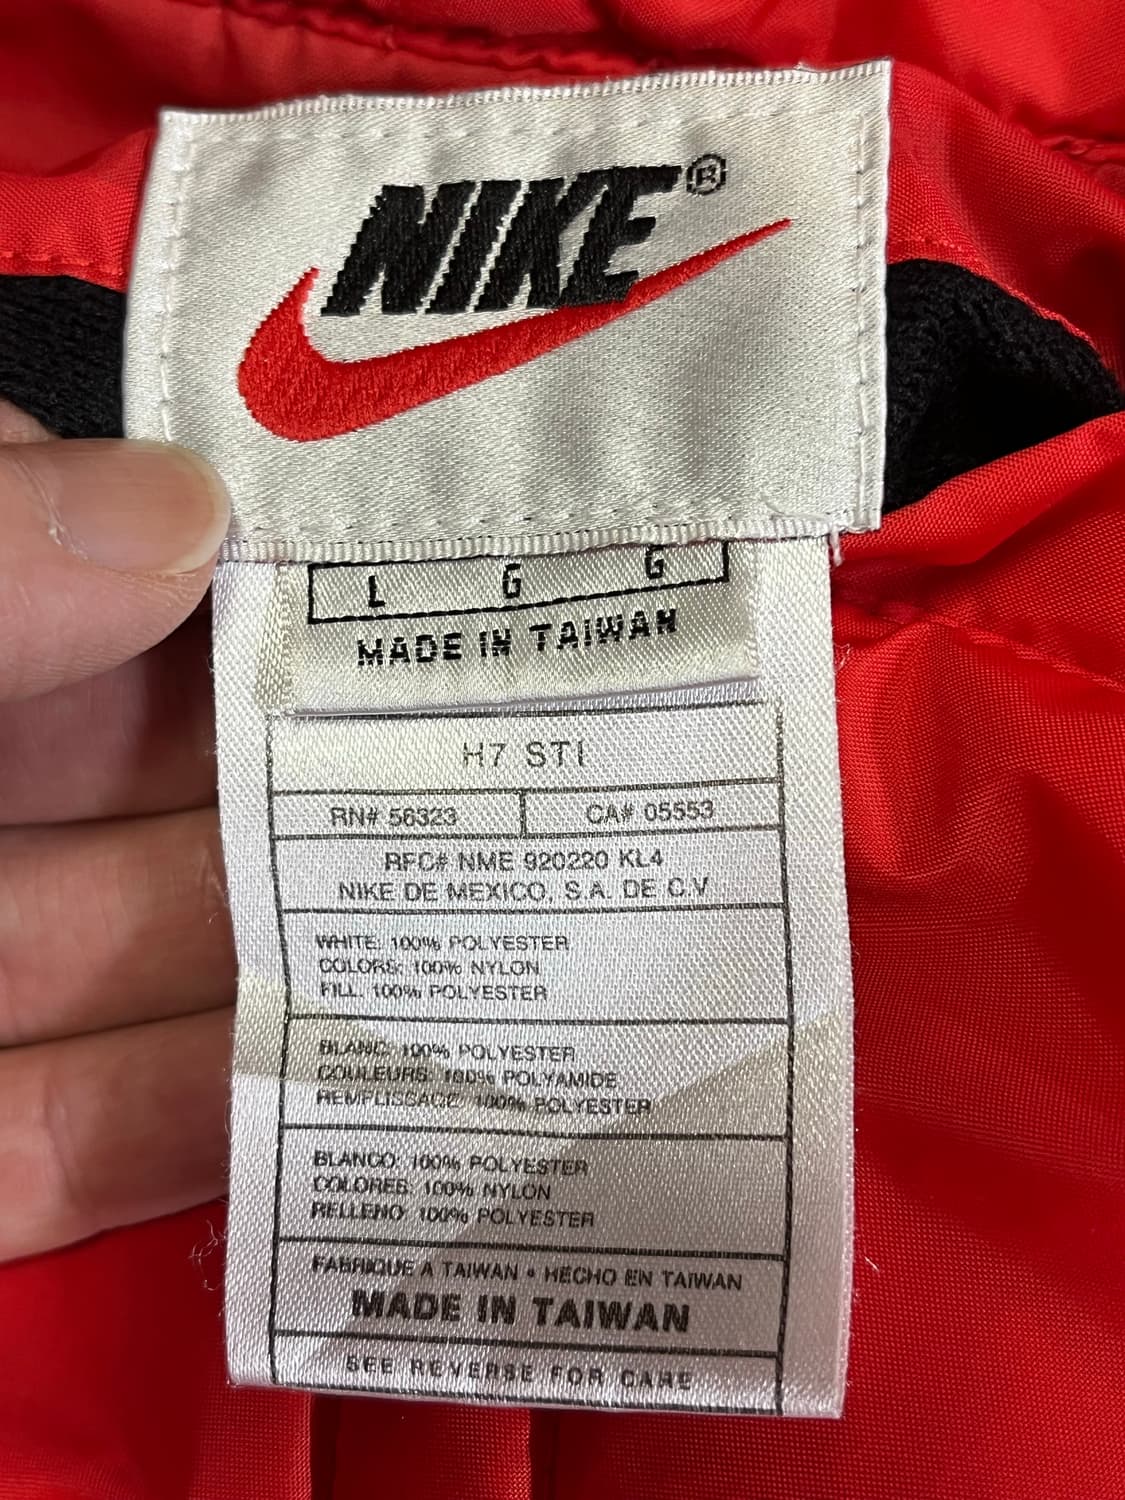 NIKE®
L G G
MADE IN TAIWAN
H7 STI
RN# 56323 CA# 05553
RFC# NME 920220 KL4
NIKE DE MEXICO, S.A. DE C.V
WHITE: 100% POLYESTER
COLORS: 100% NYLON
FILL: 100% POLYESTER
BLANC: 100% POLYESTER
COULEURS: 100% POLYAMIDE
REMPLISSAGE: 100% POLYESTER
BLANCO: 100% POLYESTER
COLORES: 100% NYLON
RELLENO: 100% POLYESTER
FABRIQUE A TAIWAN • HECHO EN TAIWAN
MADE IN TAIWAN
SEE REVERSE FOR CARE